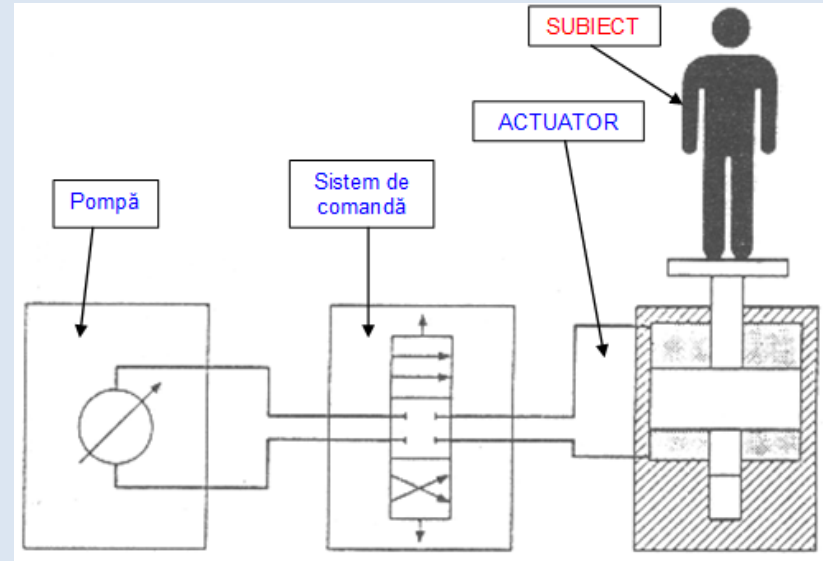 SUBIECT
ACTUATOR
Sistem de
comandă
Pompă